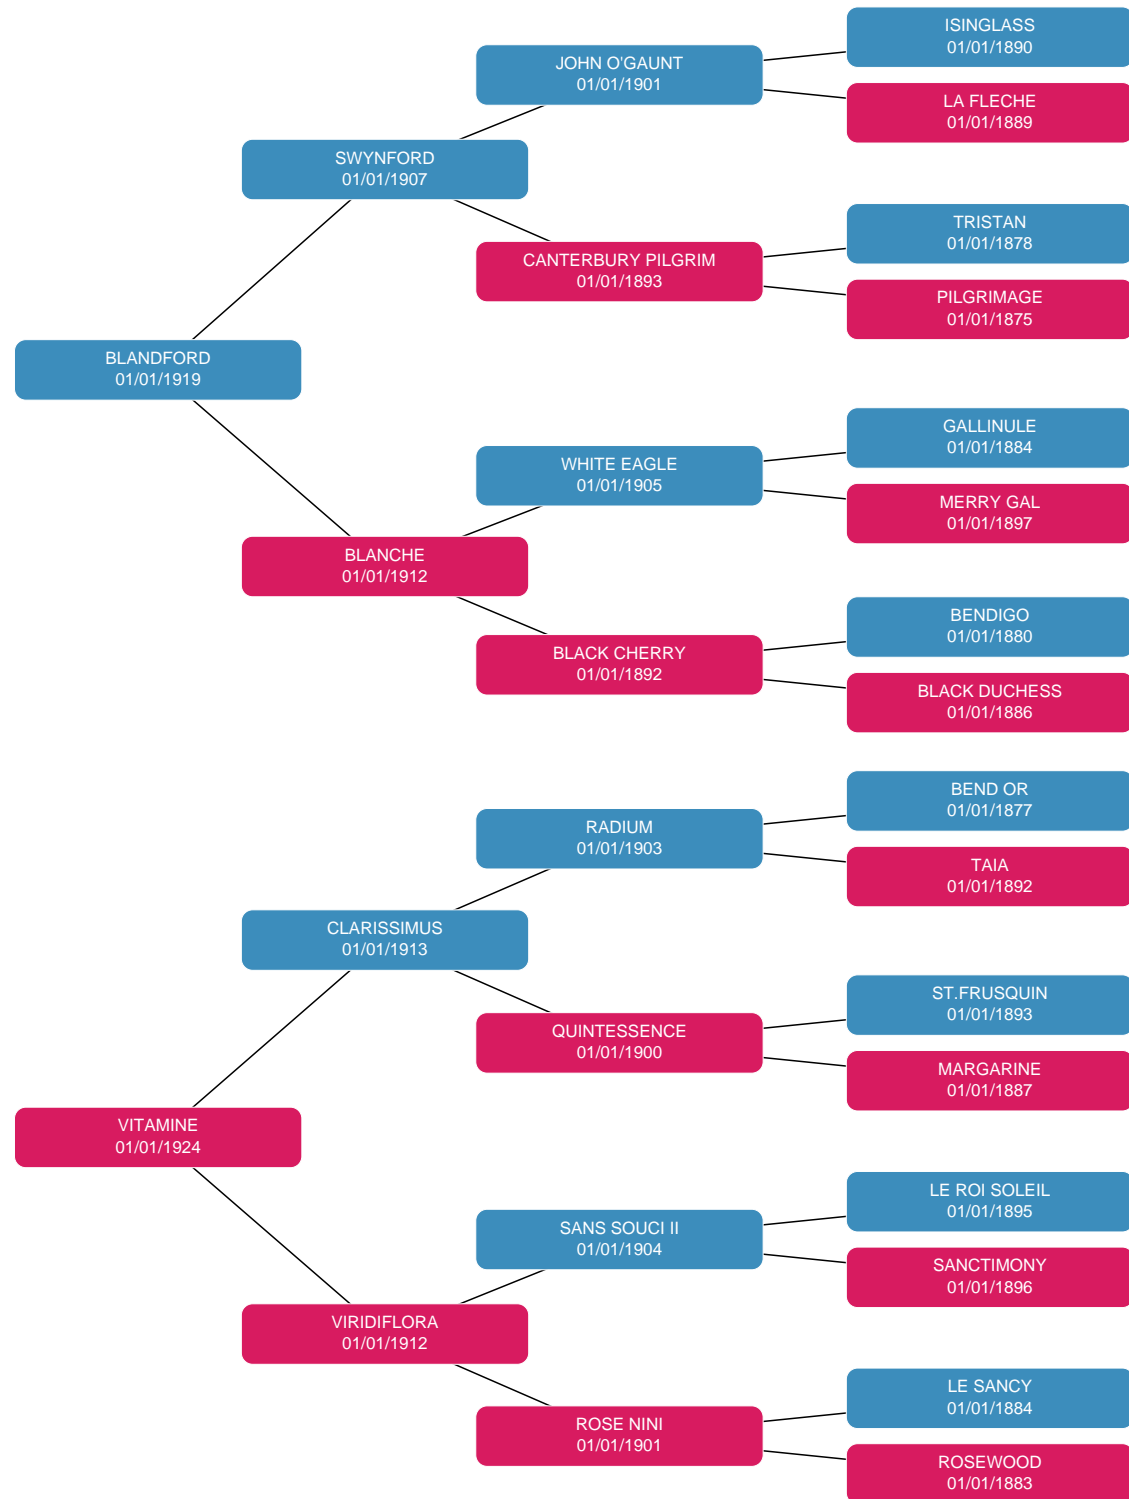 ISINGLASS
01/01/1890
JOHN O'GAUNT
01/01/1901
LA FLECHE
01/01/1889
SWYNFORD
01/01/1907
TRISTAN
01/01/1878
CANTERBURY PILGRIM
01/01/1893
PILGRIMAGE
01/01/1875
BLANDFORD
01/01/1919
GALLINULE
01/01/1884
WHITE EAGLE
01/01/1905
MERRY GAL
01/01/1897
BLANCHE
01/01/1912
BENDIGO
01/01/1880
BLACK CHERRY
01/01/1892
BLACK DUCHESS
01/01/1886
BEND OR
01/01/1877
RADIUM
01/01/1903
TAIA
01/01/1892
CLARISSIMUS
01/01/1913
ST.FRUSQUIN
01/01/1893
QUINTESSENCE
01/01/1900
MARGARINE
01/01/1887
VITAMINE
01/01/1924
LE ROI SOLEIL
01/01/1895
SANS SOUCI II
01/01/1904
SANCTIMONY
01/01/1896
VIRIDIFLORA
01/01/1912
LE SANCY
01/01/1884
ROSE NINI
01/01/1901
ROSEWOOD
01/01/1883